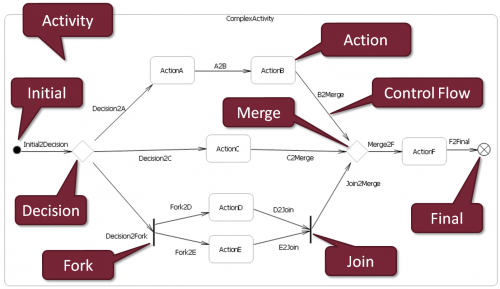 ComplexActivity
Activity
Action
ActionA
A2B
ActionB
Initial
Decision2A
B2Merge
Control Flow
Merge
Initial2Decision
Decision2C
ActionC
C2Merge
Merge2F
ActionF
F2Final
Decision
Decision2Fork
Fork2D
ActionD
D2Join
Join2Merge
Fork2E
ActionE
E2Join
Final
Fork
Join